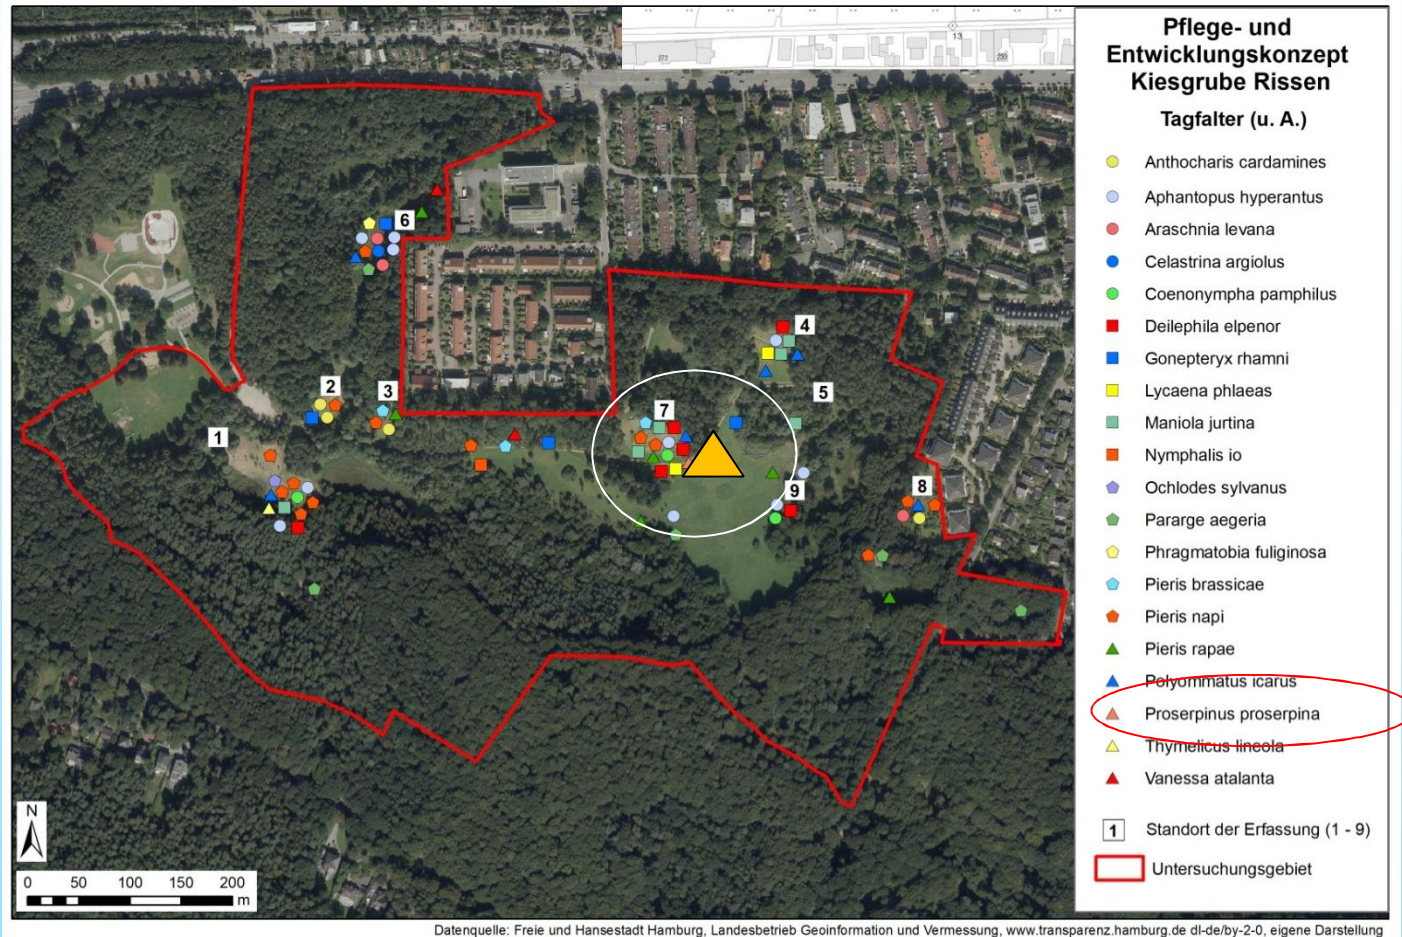 272
13
230
Pflege- und
Entwicklungskonzept
Kiesgrube Rissen
Tagfalter (u. A.)
Anthocharis cardamines
Aphantopus hyperantus
Araschnia levana
Celastrina argiolus
Coenonympha pamphilus
Deilephila elpenor
Gonepteryx rhamni
Lycaena phlaeas
Maniola jurtina
Nymphalis io
Ochlodes sylvanus
Pararge aegeria
Phragmatobia fuliginosa
Pieris brassicae
Pieris napi
Pieris rapae
Polyommatus icarus
Proserpinus proserpina
Thymelicus lineola
Vanessa atalanta
1 Standort der Erfassung (1 - 9)
Untersuchungsgebiet
6
4
2
3
5
7
1
8
9
N
0 50 100 150 200
m
Datenquelle: Freie und Hansestadt Hamburg, Landesbetrieb Geoinformation und Vermessung, www.transparenz.hamburg.de dl-de/by-2-0, eigene Darstellung